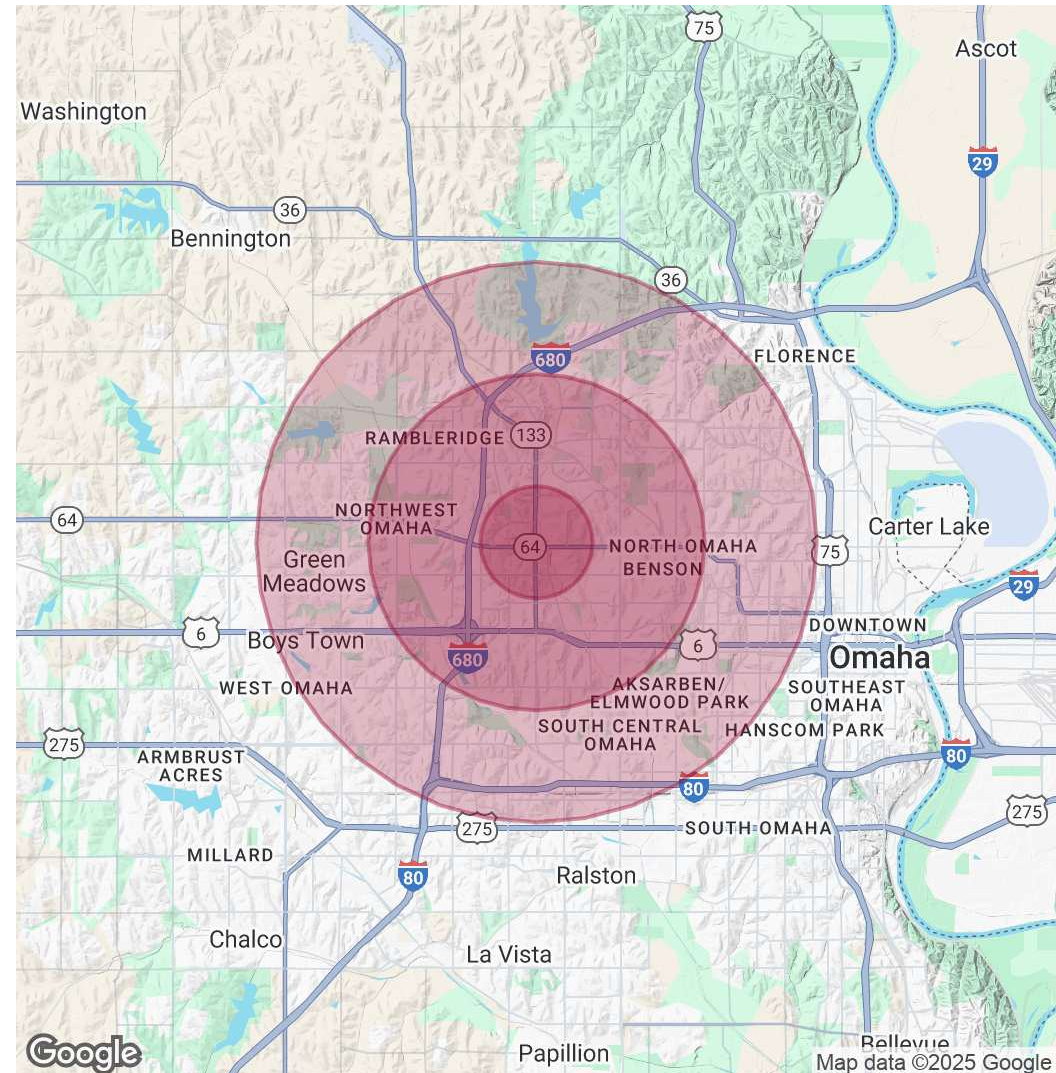 75
Ascot
Washington
29
36
Bennington
36
680
FLORENCE
RAMBLERIDGE
133
NORTHWEST
OMAHA
64
Carter Lake
64
NORTH OMAHA
75
Green
Meadows
BENSON
29
DOWNTOWN
6
Boys Town
6
680
Omaha
WEST OMAHA
AKSARBEN/
ELMWOOD PARK
SOUTHEAST
OMAHA
SOUTH CENTRAL
OMAHA
HANSCOM PARK
275
80
ARMBRUST
ACRES
80
275
275
SOUTH OMAHA
MILLARD
80
Ralston
Chalco
La Vista
Bellevue
Google
Papillion
Map data ©2025 Google